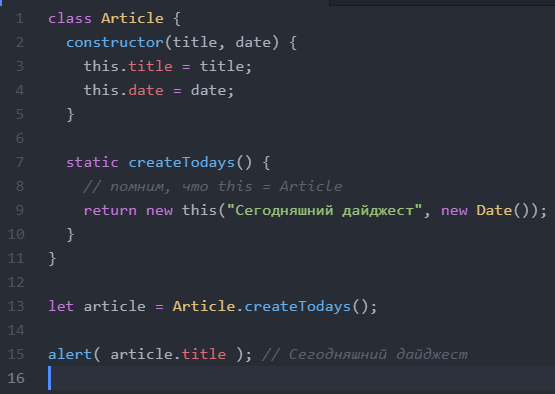 1 class Article {
2   constructor(title, date) {
3     this.title = title;
4     this.date = date;
5   }
6
7   static createTodays() {
8     // помним, что this = Article
9     return new this("Сегодняшний дайджест", new Date());
10   }
11 }
12
13 let article = Article.createTodays();
14
15 alert( article.title ); // Сегодняшний дайджест
16